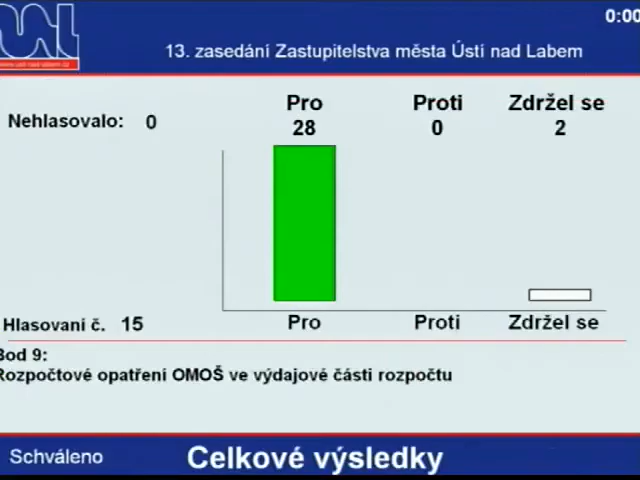 0:00
13. zasedání Zastupitelstva města Ústí nad Labem
Pro Proti Zdržel se
Nehlasovalo: 0 28 0 2
Hlasovaní č. 15 Pro Proti Zdržel se
Bod 9:
Rozpočtové opatření OMOŠ ve výdajové části rozpočtu
Schváleno Celkové výsledky